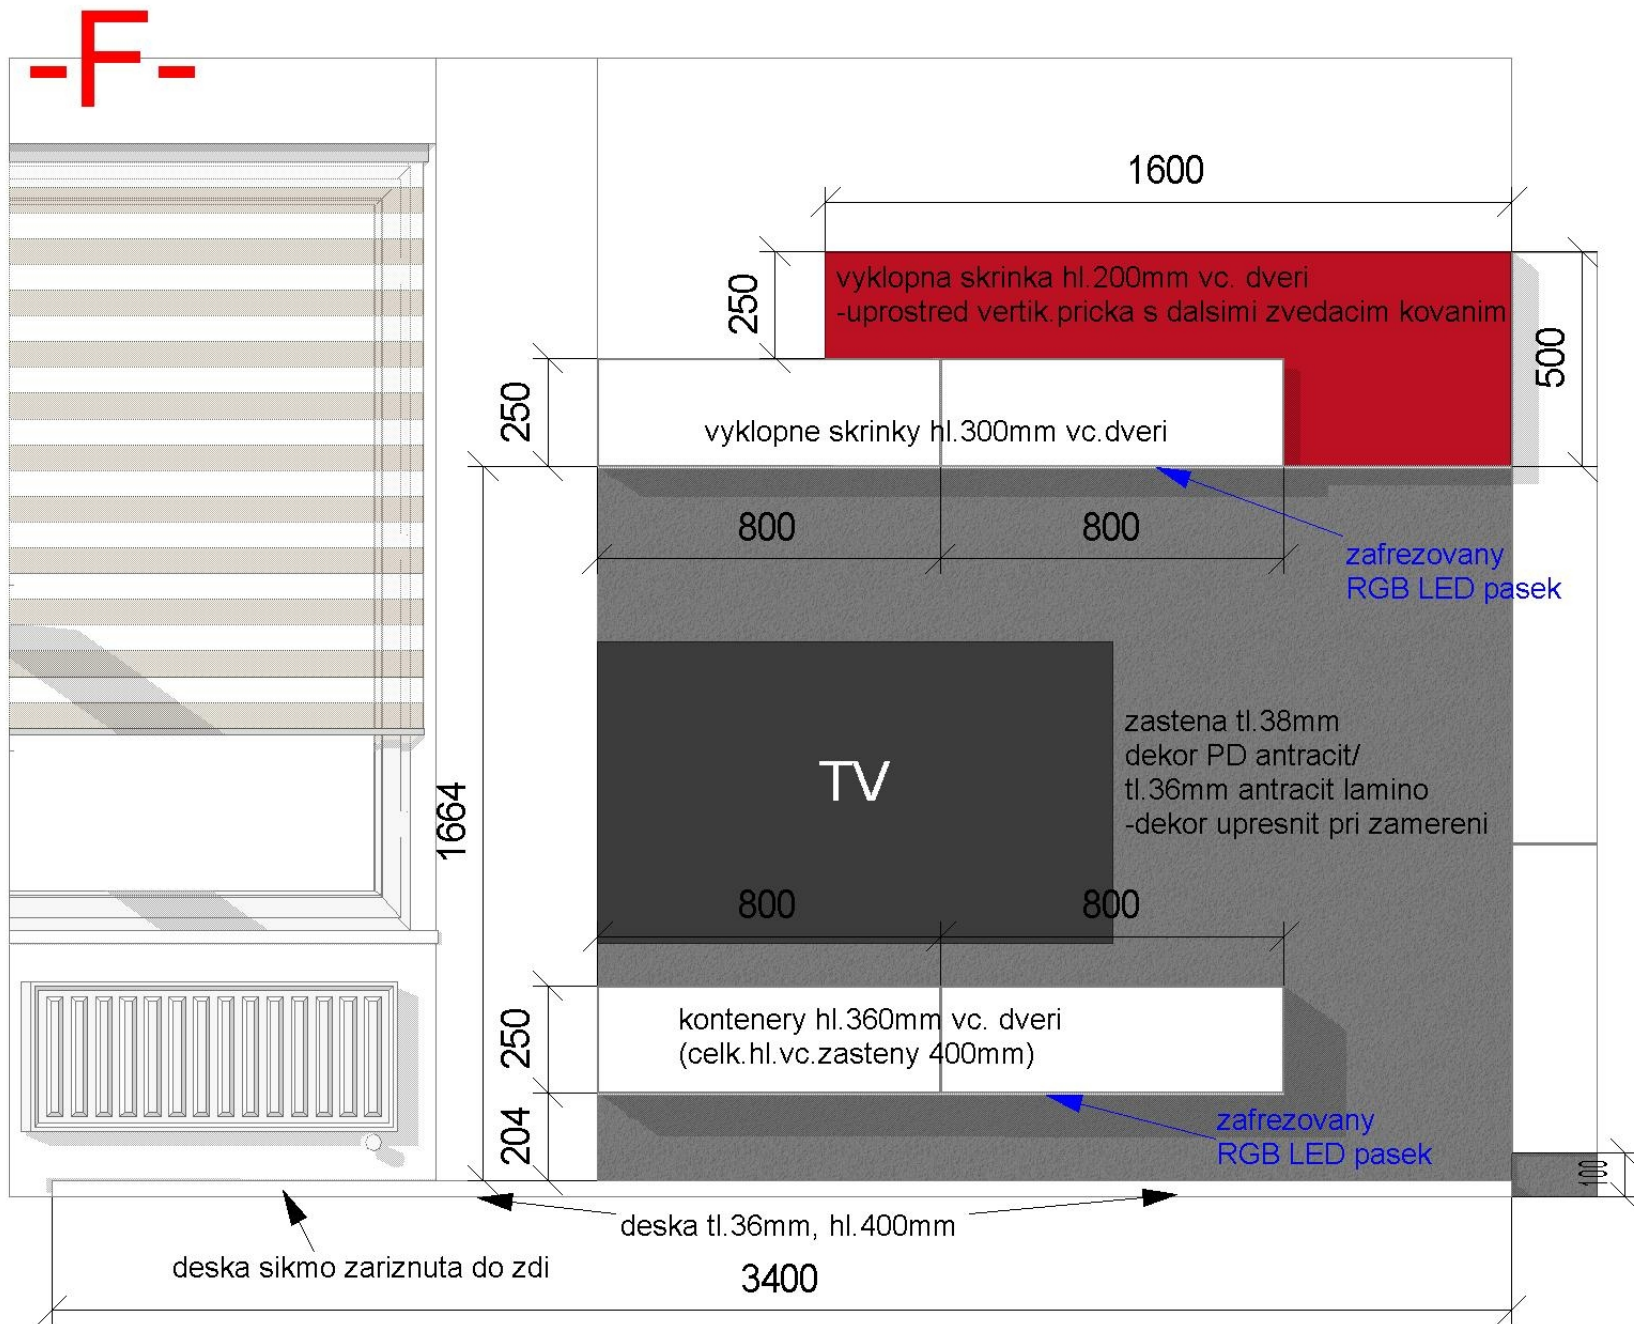 -F-
1600
vyklopna skrinka hl.200mm vc. dveri
-uprostred vertik.pricka s dalsimi zvedacim kovanim
250
500
250
vyklopne skrinky hl.300mm vc.dveri
800
800
zafrezovany
RGB LED pasek
zastena tl.38mm
dekor PD antracit/
tl.36mm antracit lamino
-dekor upresnit pri zamereni
TV
1664
800
800
250
kontenery hl.360mm vc. dveri
(celk.hl.vc.zasteny 400mm)
204
zafrezovany
RGB LED pasek
100
deska tl.36mm, hl.400mm
deska sikmo zariznuta do zdi
3400